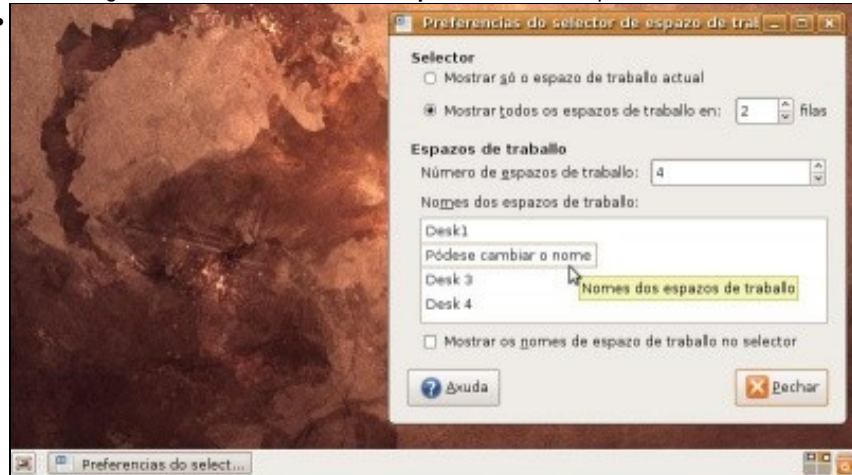 Preferencias do selector de espazo de trab
Selector
Mostrar só o espazo de traballo actual
Mostrar todos os espazos de traballo en: 2 filas
Espazos de traballo
Número de espazos de traballo: 4
Nomes dos espazos de traballo:
Desk1
Pódese cambiar o nome
Desk 3
Nomes dos espazos de traballo
Desk 4
Mostrar os nomes de espazo de traballo no selector
Axuda
Pechar
Preferencias do select...